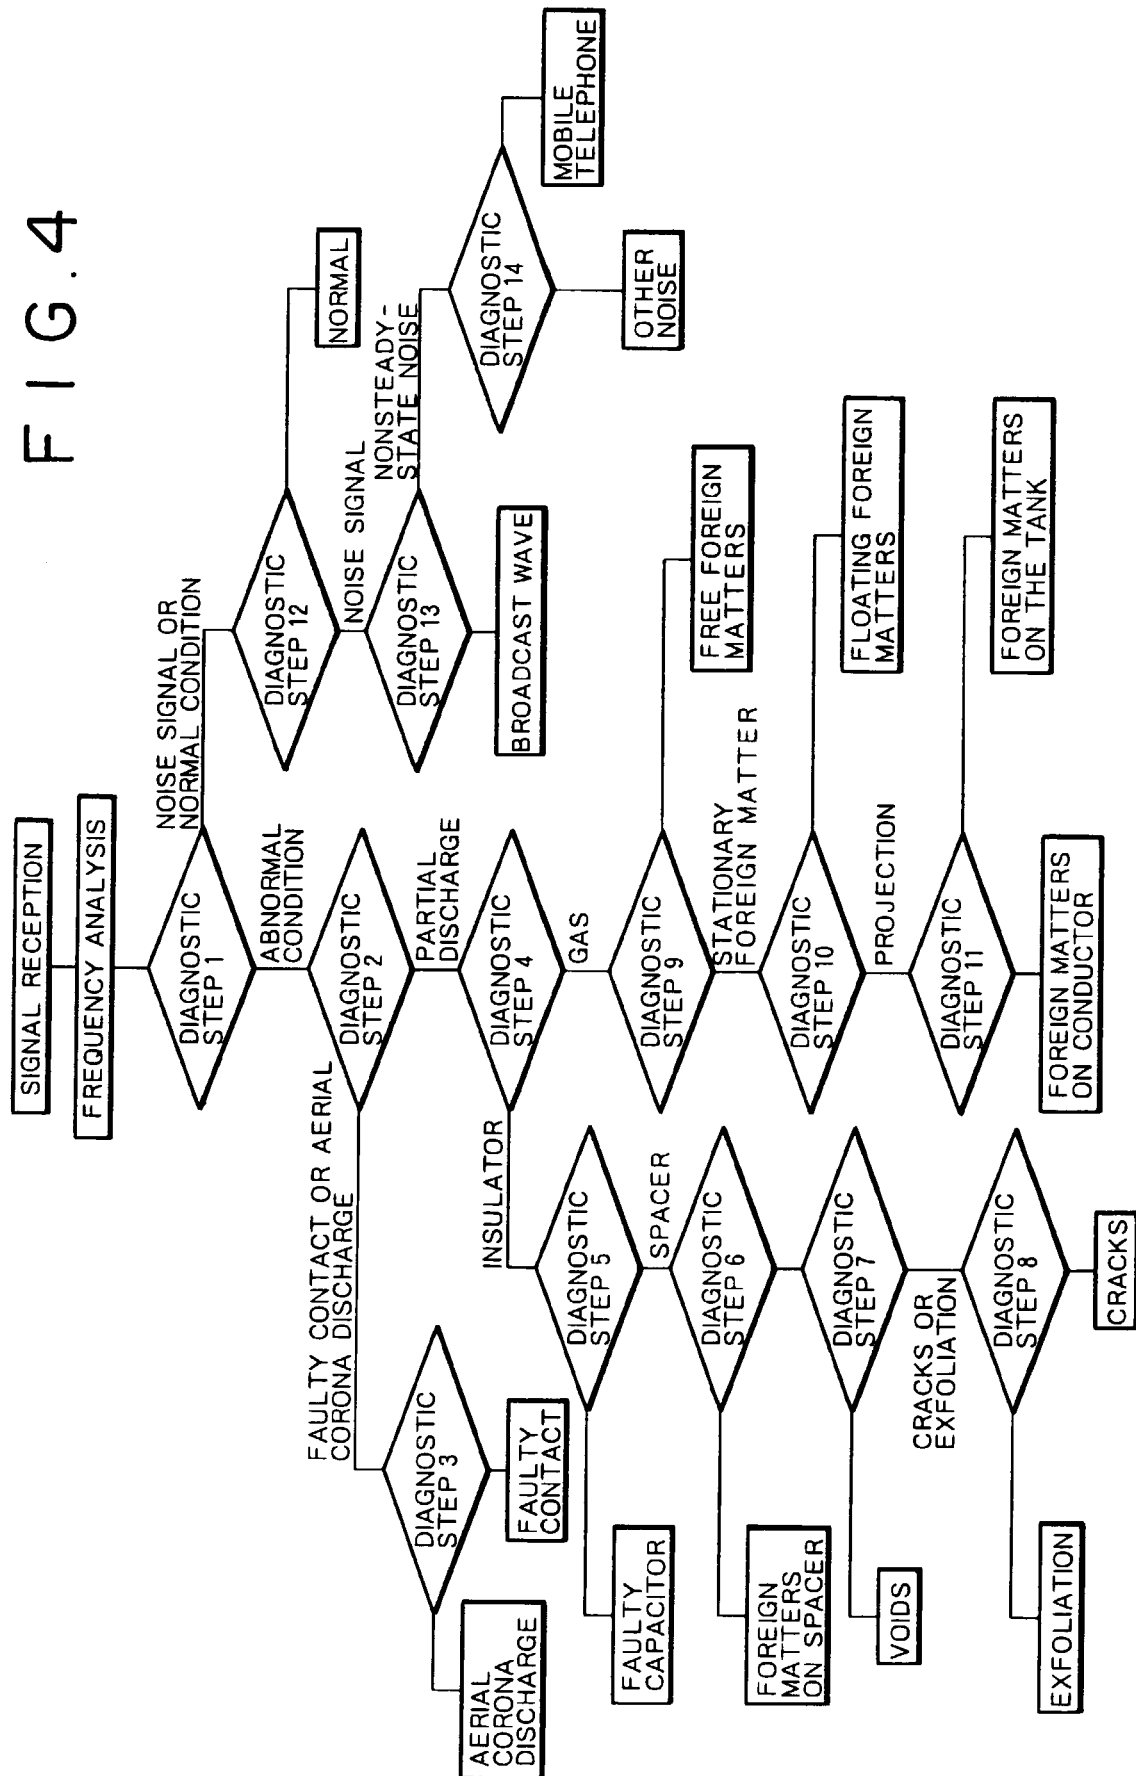 FIG.4
SIGNAL RECEPTION
FREQUENCY ANALYSIS
DIAGNOSTIC
STEP 1
NOISE SIGNAL OR
NORMAL CONDITION
ABNORMAL
CONDITION
DIAGNOSTIC
STEP 12
NORMAL
NOISE SIGNAL
DIAGNOSTIC
STEP 13
NONSTEADY-
STATE NOISE
DIAGNOSTIC
STEP 14
MOBILE
TELEPHONE
OTHER
NOISE
BROADCAST WAVE
DIAGNOSTIC
STEP 2
FAULTY CONTACT OR AERIAL
CORONA DISCHARGE
DIAGNOSTIC
STEP 3
AERIAL
CORONA
DISCHARGE
FAULTY
CONTACT
PARTIAL
DISCHARGE
DIAGNOSTIC
STEP 4
INSULATOR
DIAGNOSTIC
STEP 5
FAULTY
CAPACITOR
SPACER
DIAGNOSTIC
STEP 6
FOREIGN
MATTERS
ON SPACER
DIAGNOSTIC
STEP 7
VOIDS
CRACKS OR
EXFOLIATION
DIAGNOSTIC
STEP 8
EXFOLIATION
CRACKS
GAS
DIAGNOSTIC
STEP 9
FREE FOREIGN
MATTERS
STATIONARY
FOREIGN MATTER
DIAGNOSTIC
STEP 10
FLOATING FOREIGN
MATTERS
PROJECTION
DIAGNOSTIC
STEP 11
FOREIGN MATTERS
ON THE TANK
FOREIGN MATTERS
ON CONDUCTOR